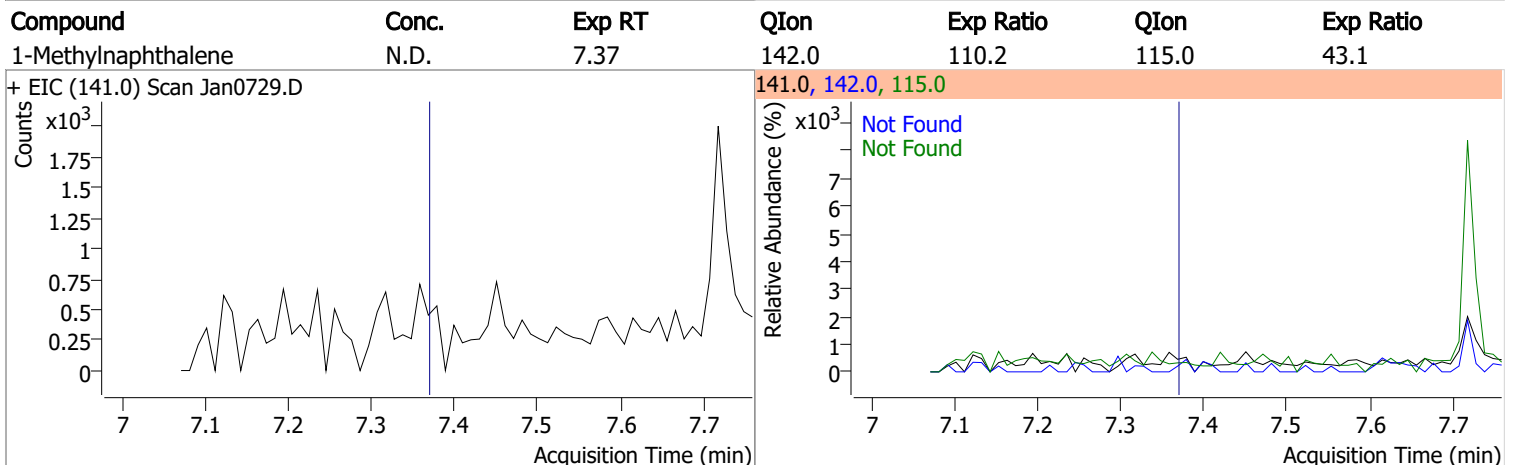 Compound Conc. Exp RT QIon Exp Ratio QIon Exp Ratio
1-Methylnaphthalene N.D. 7.37 142.0 110.2 115.0 43.1
+ EIC (141.0) Scan Jan0729.D
Counts
x10³
1.75
1.5
1.25
1
0.75
0.5
0.25
0
7 7.1 7.2 7.3 7.4 7.5 7.6 7.7
Acquisition Time (min)
141.0, 142.0, 115.0
Relative Abundance (%)
x10³
Not Found
Not Found
7
6
5
4
3
2
1
0
7 7.1 7.2 7.3 7.4 7.5 7.6 7.7
Acquisition Time (min)